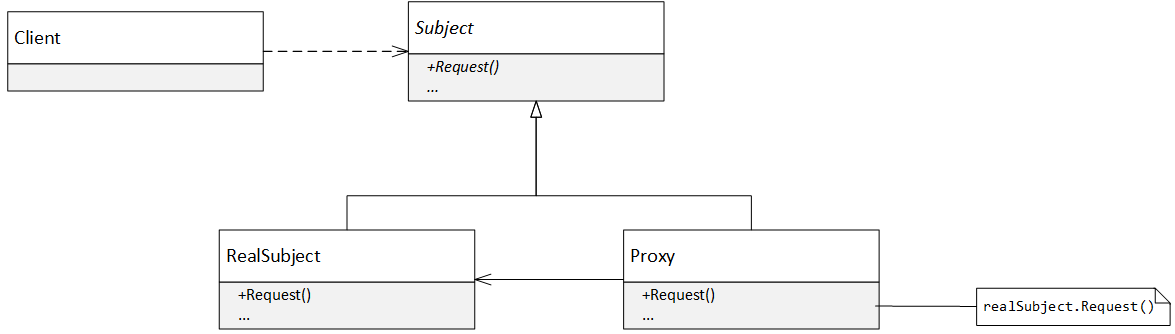 Client
Subject
+Request()
...
RealSubject
+Request()
...
Proxy
+Request()
...
realSubject.Request()